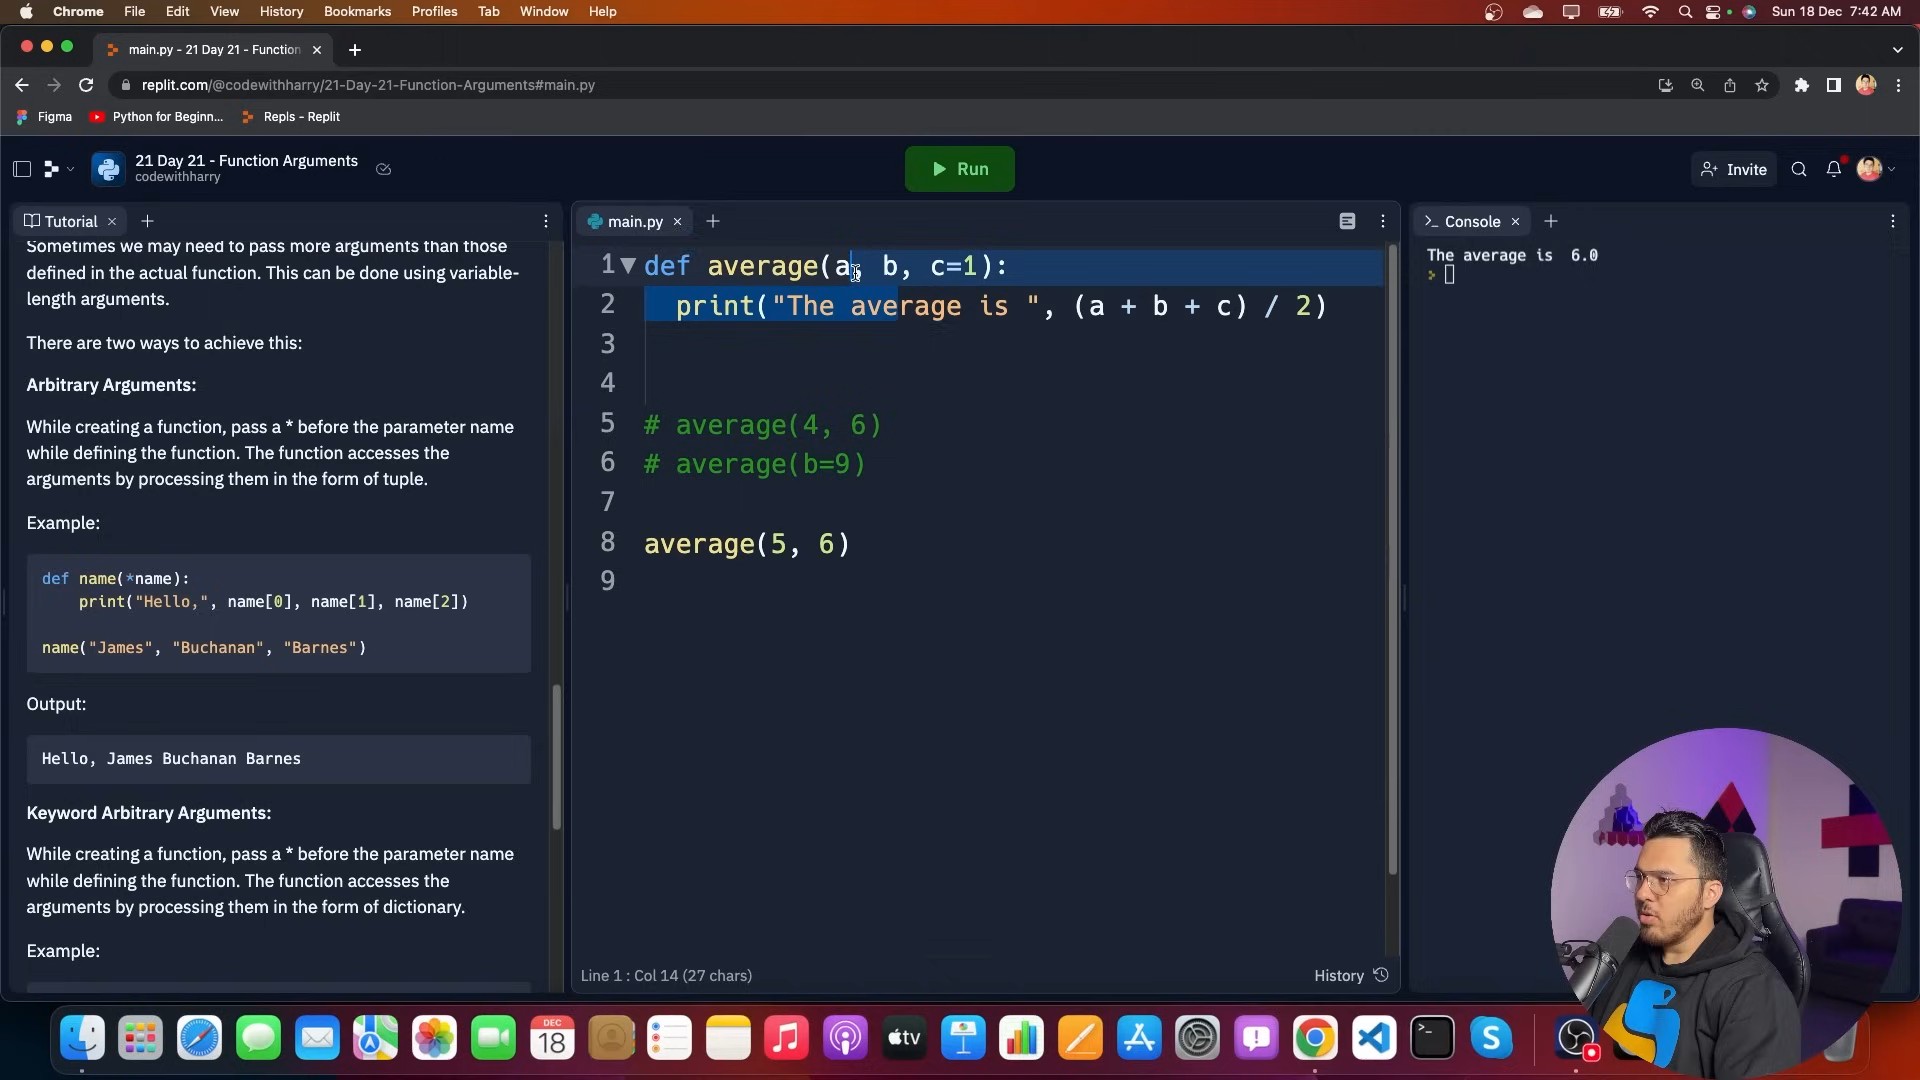 Chrome File Edit View History Bookmarks Profiles Tab Window Help Sun 18 Dec 7:42 AM
main.py - 21 Day 21 - Function
replit.com/@codewithharry/21-Day-21-Function-Arguments#main.py
Figma Python for Beginn... Repls - Replit
21 Day 21 - Function Arguments
codewithharry
Run
Invite
Tutorial
Sometimes we may need to pass more arguments than those
defined in the actual function. This can be done using variable-
length arguments.
There are two ways to achieve this:
Arbitrary Arguments:
While creating a function, pass a * before the parameter name
while defining the function. The function accesses the
arguments by processing them in the form of tuple.
Example:
def name(*name):
print("Hello,", name[0], name[1], name[2])
name("James", "Buchanan", "Barnes")
Output:
Hello, James Buchanan Barnes
Keyword Arbitrary Arguments:
While creating a function, pass a * before the parameter name
while defining the function. The function accesses the
arguments by processing them in the form of dictionary.
Example:
main.py
1 def average(a, b, c=1):
2 print("The average is ", (a + b + c) / 2)
3
4
5 # average(4, 6)
6 # average(b=9)
7
8 average(5, 6)
9
Line 1 : Col 14 (27 chars)
History
Console
The average is  6.0
DEC
18
tv